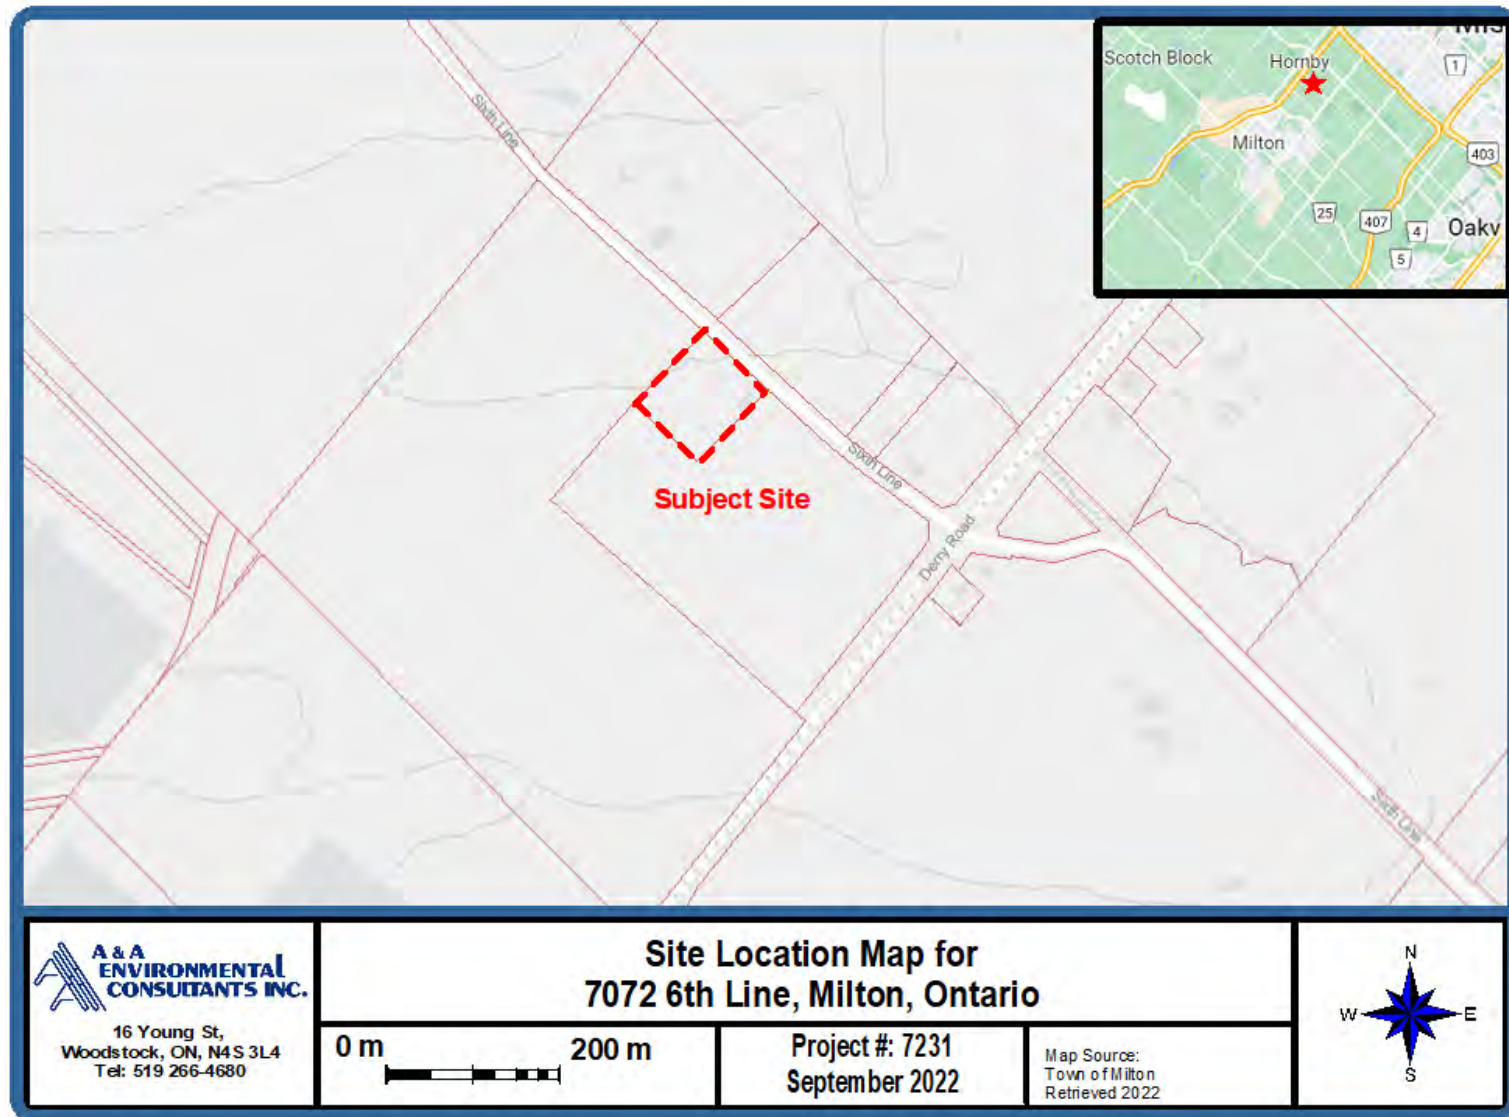 Scotch Block
Hornby
1
Milton
403
25
407
4
Oakv
5
Sixth Line
Sixth Line
Subject Site
Derry Road
Sixth Line
A & A
ENVIRONMENTAL
CONSULTANTS INC.
16 Young St,
Woodstock, ON, N4S 3L4
Tel: 519 266-4680
Site Location Map for
7072 6th Line, Milton, Ontario
0 m 200 m
Project #: 7231
September 2022
Map Source:
Town of Milton
Retrieved 2022
N
W E
S